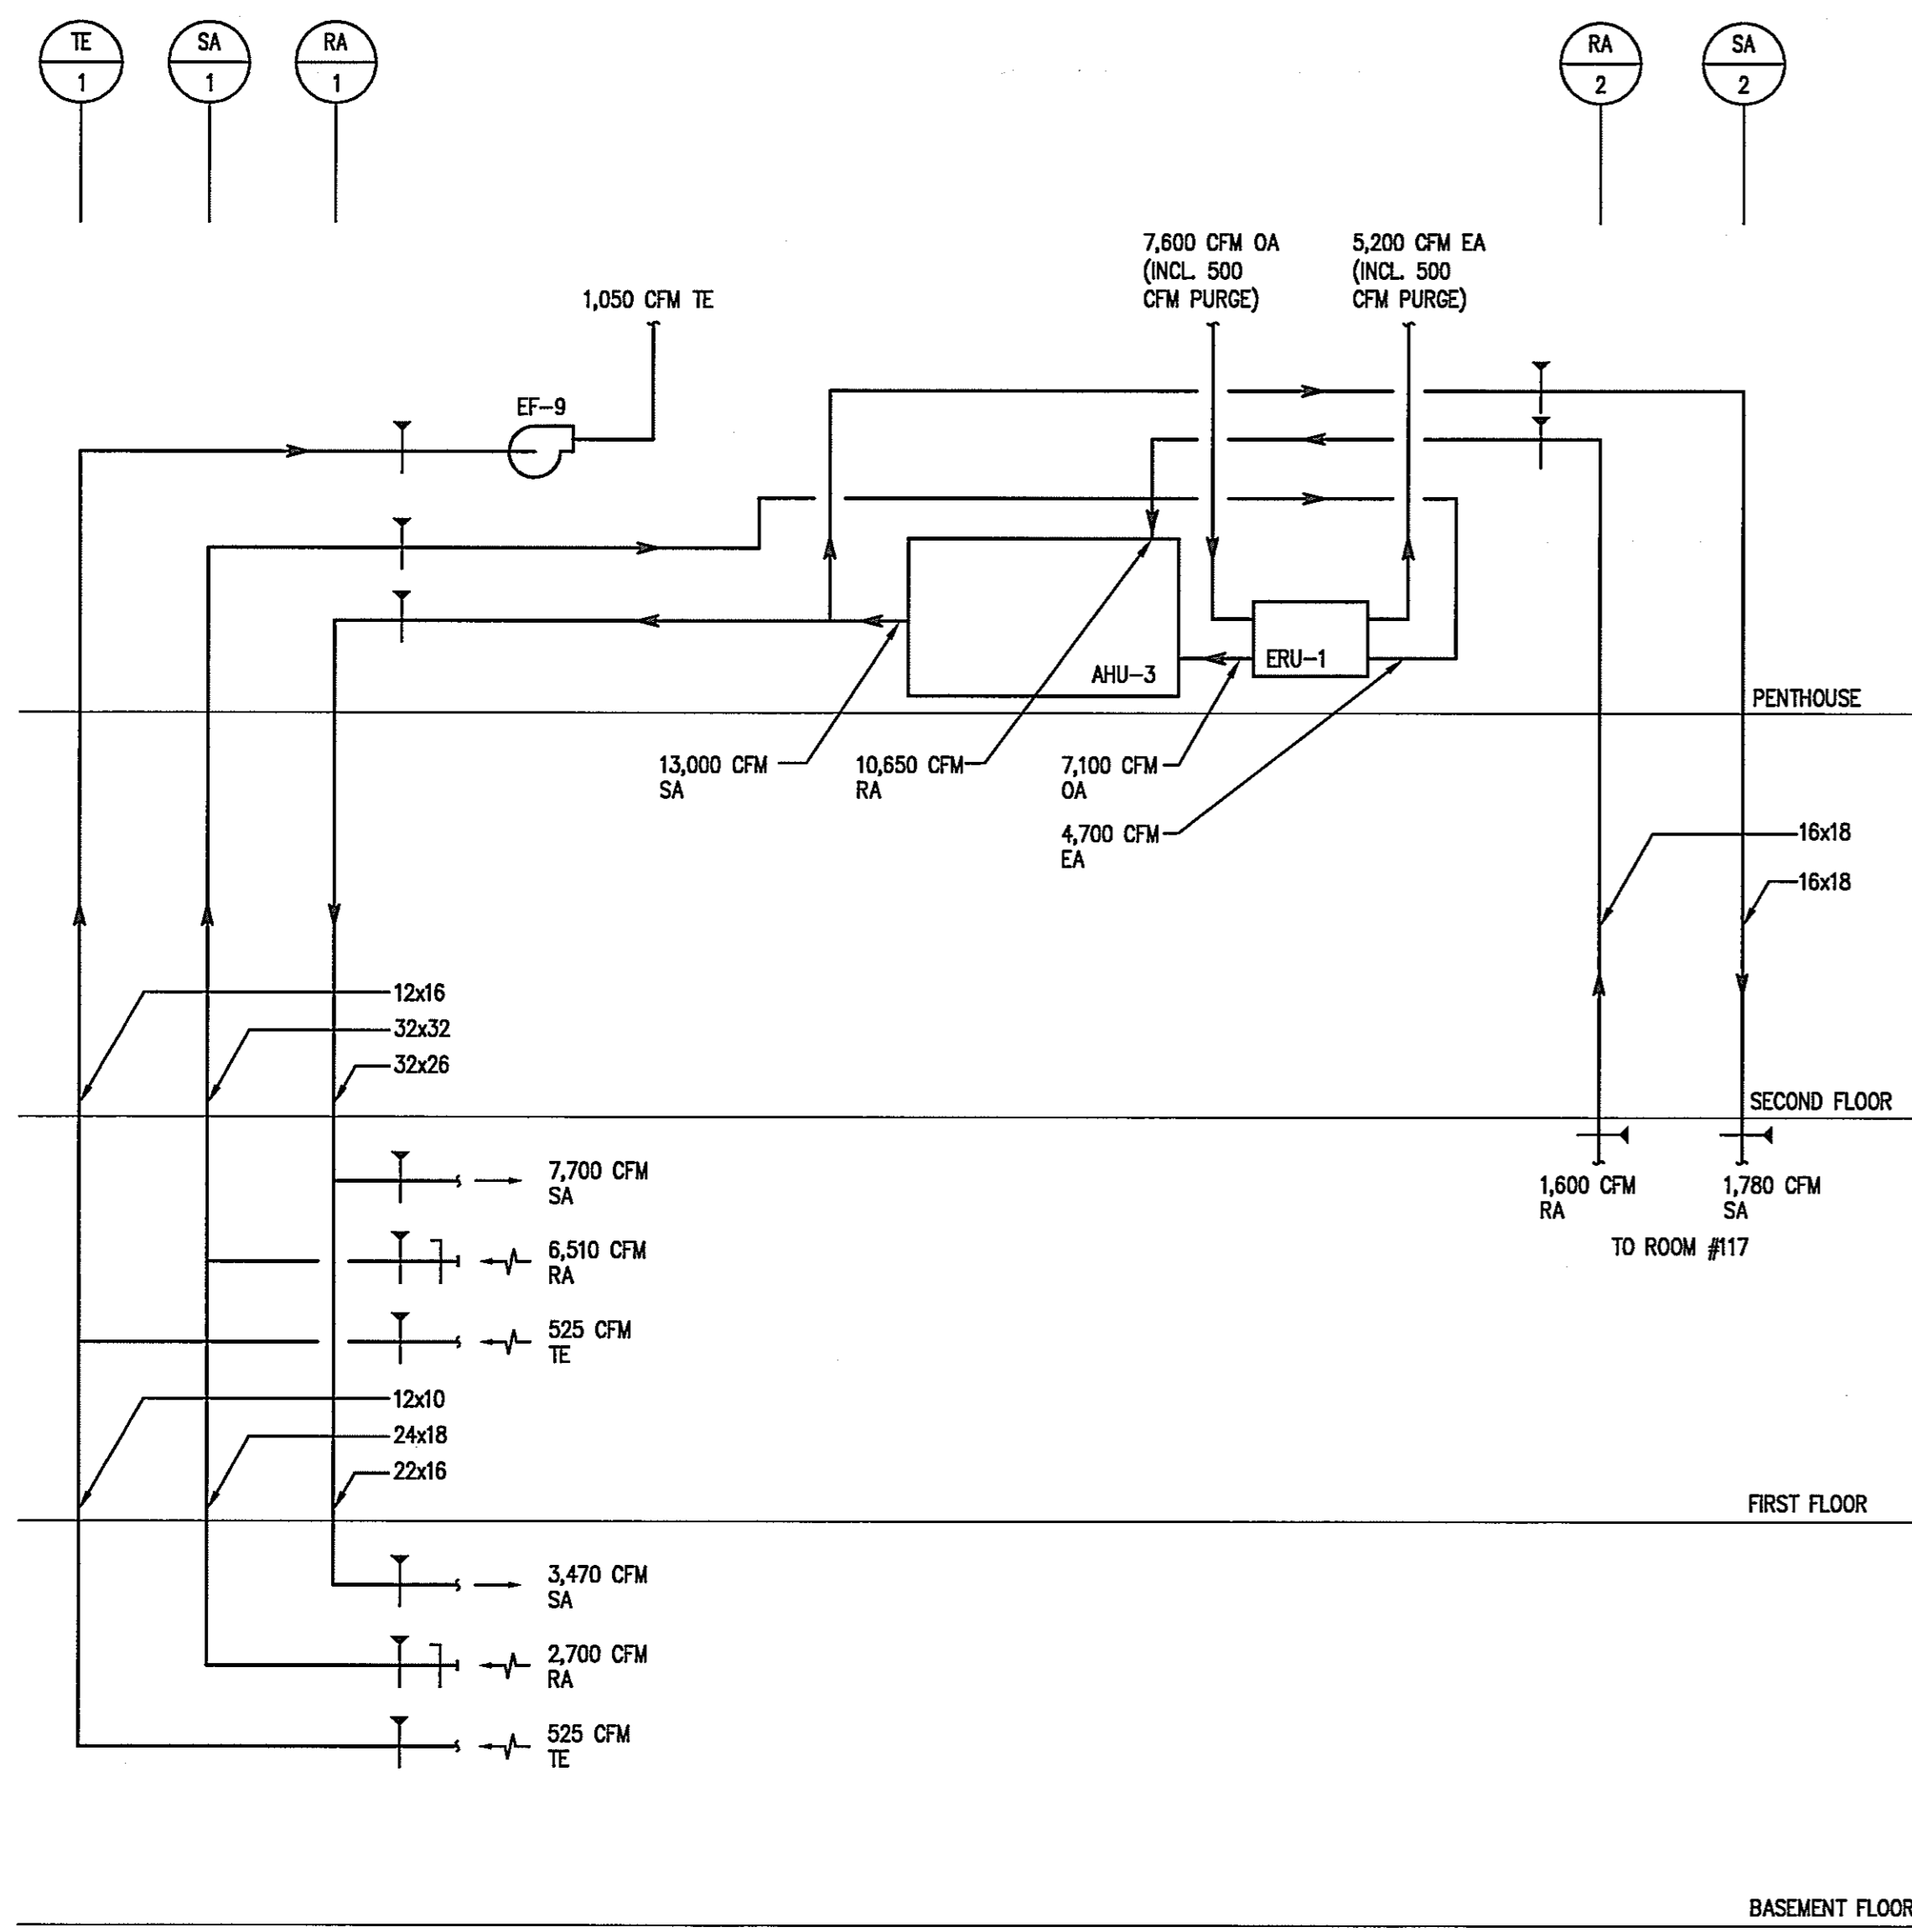 TE
1
SA
1
RA
1
RA
2
SA
2
7,600 CFM OA
(INCL. 500
CFM PURGE)
5,200 CFM EA
(INCL. 500
CFM PURGE)
1,050 CFM TE
EF-9
ERU-1
AHU-3
PENTHOUSE
13,000 CFM
SA
10,650 CFM
RA
7,100 CFM
OA
4,700 CFM
EA
16x18
16x18
12x16
32x32
32x26
SECOND FLOOR
7,700 CFM
SA
1,600 CFM
RA
1,780 CFM
SA
TO ROOM #117
6,510 CFM
RA
525 CFM
TE
12x10
24x18
22x16
FIRST FLOOR
3,470 CFM
SA
2,700 CFM
RA
525 CFM
TE
BASEMENT FLOOR